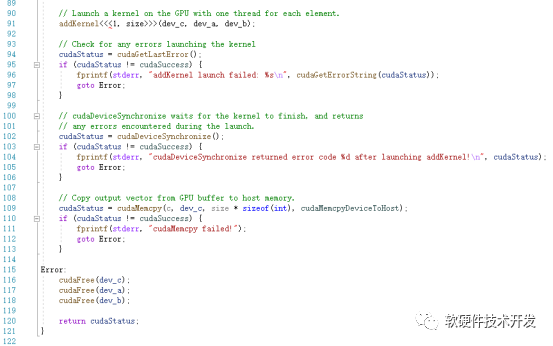 89
90 // Launch a kernel on the GPU with one thread for each element.
91 addKernel<<<1, size>>>(dev_c, dev_a, dev_b);
92
93 // Check for any errors launching the kernel
94 cudaStatus = cudaGetLastError();
95 if (cudaStatus != cudaSuccess) {
96 fprintf(stderr, "addKernel launch failed: %s\n", cudaGetErrorString(cudaStatus));
97 goto Error;
98 }
99
100 // cudaDeviceSynchronize waits for the kernel to finish, and returns
101 // any errors encountered during the launch.
102 cudaStatus = cudaDeviceSynchronize();
103 if (cudaStatus != cudaSuccess) {
104 fprintf(stderr, "cudaDeviceSynchronize returned error code %d after launching addKernel!\n", cudaStatus);
105 goto Error;
106 }
107
108 // Copy output vector from GPU buffer to host memory.
109 cudaStatus = cudaMemcpy(c, dev_c, size * sizeof(int), cudaMemcpyDeviceToHost);
110 if (cudaStatus != cudaSuccess) {
111 fprintf(stderr, "cudaMemcpy failed!");
112 goto Error;
113 }
114
115 Error:
116 cudaFree(dev_c);
117 cudaFree(dev_a);
118 cudaFree(dev_b);
119
120 return cudaStatus;
121 }
122
软硬件技术开发